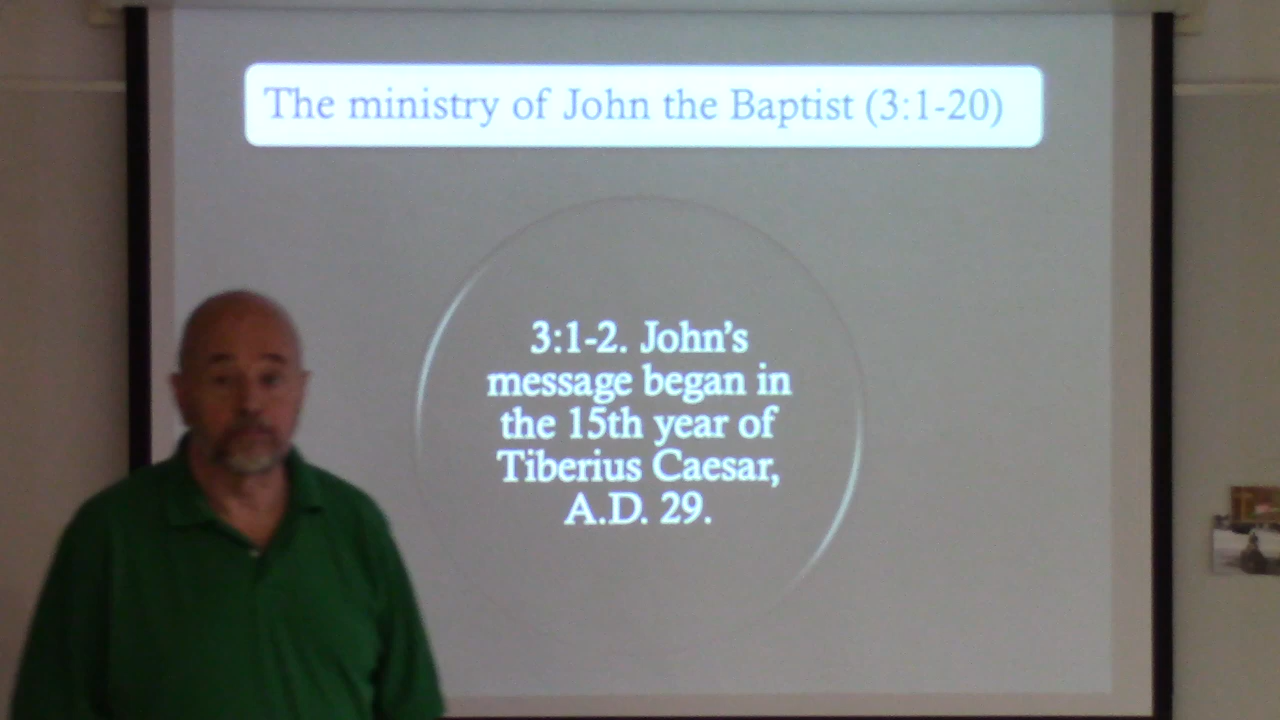 The ministry of John the Baptist (3:1-20)
3:1-2. John’s
message began in
the 15th year of
Tiberius Caesar,
A.D. 29.